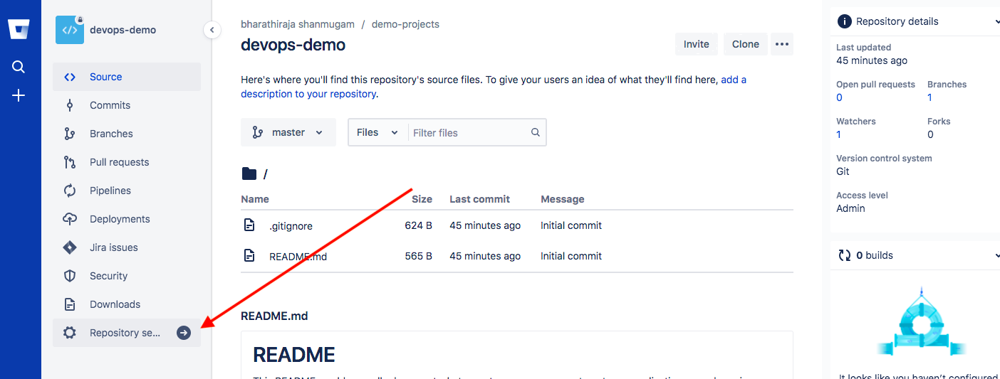 devops-demo
Source
Commits
Branches
Pull requests
Pipelines
Deployments
Jira issues
Security
Downloads
Repository se...
bharathiraja shanmugam / demo-projects
devops-demo
Invite Clone
Here's where you'll find this repository's source files. To give your users an idea of what they'll find here, add a
description to your repository.
master Files Filter files
/
Name Size Last commit Message
.gitignore 624 B 45 minutes ago Initial commit
README.md 565 B 45 minutes ago Initial commit
README.md
README
Repository details
Last updated
45 minutes ago
Open pull requests Branches
0 1
Watchers Forks
1 0
Version control system
Git
Access level
Admin
0 builds
It looks like you haven't configured